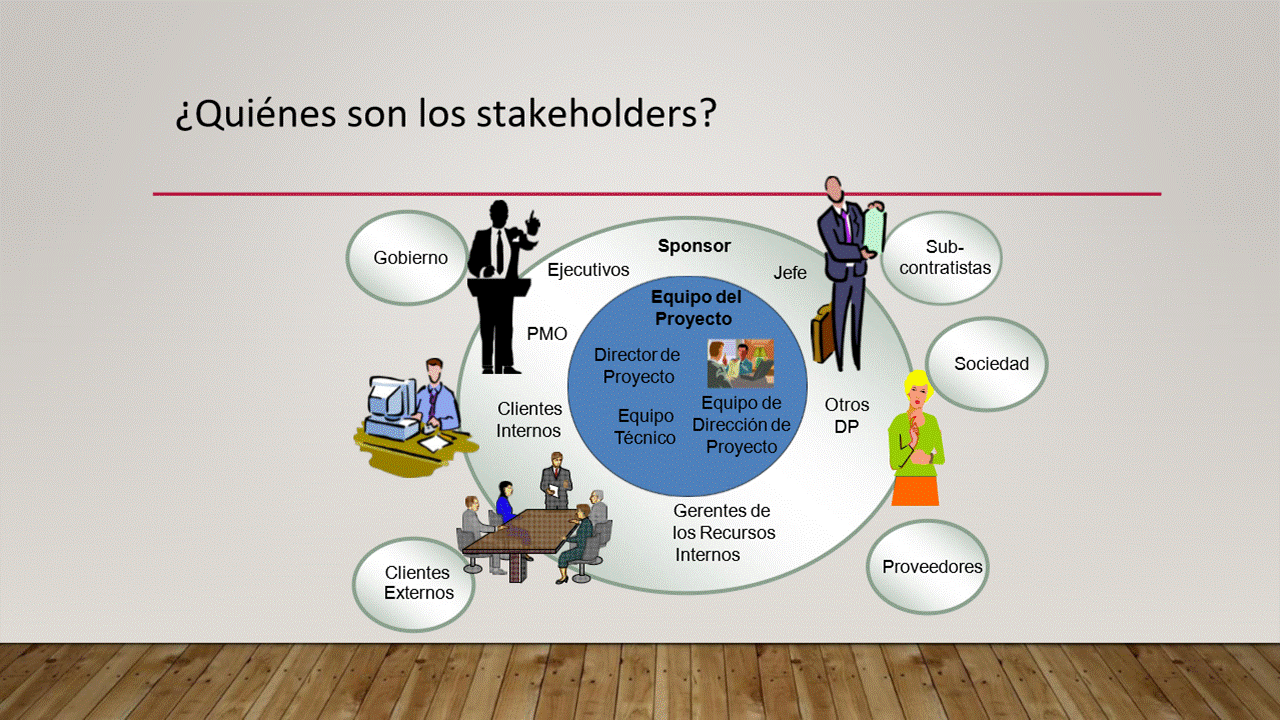 ¿Quiénes son los stakeholders?
Gobierno
Ejecutivos
Sponsor
Jefe
Sub-
contratistas
PMO
Equipo del
Proyecto
Director de
Proyecto
Equipo
Técnico
Equipo de
Dirección de
Proyecto
Sociedad
Clientes
Internos
Otros
DP
Gerentes de
los Recursos
Internos
Clientes
Externos
Proveedores